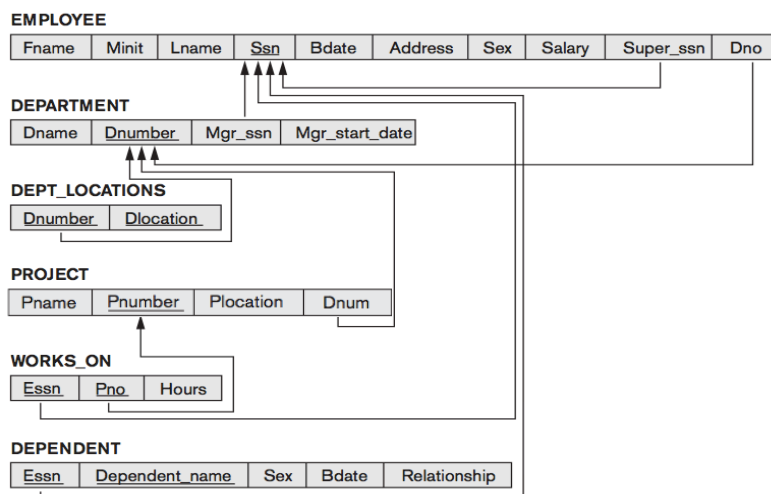 EMPLOYEE
Fname Minit Lname Ssn Bdate Address Sex Salary Super_ssn Dno
DEPARTMENT
Dname Dnumber Mgr_ssn Mgr_start_date
DEPT_LOCATIONS
Dnumber Dlocation
PROJECT
Pname Pnumber Plocation Dnum
WORKS_ON
Essn Pno Hours
DEPENDENT
Essn Dependent_name Sex Bdate Relationship